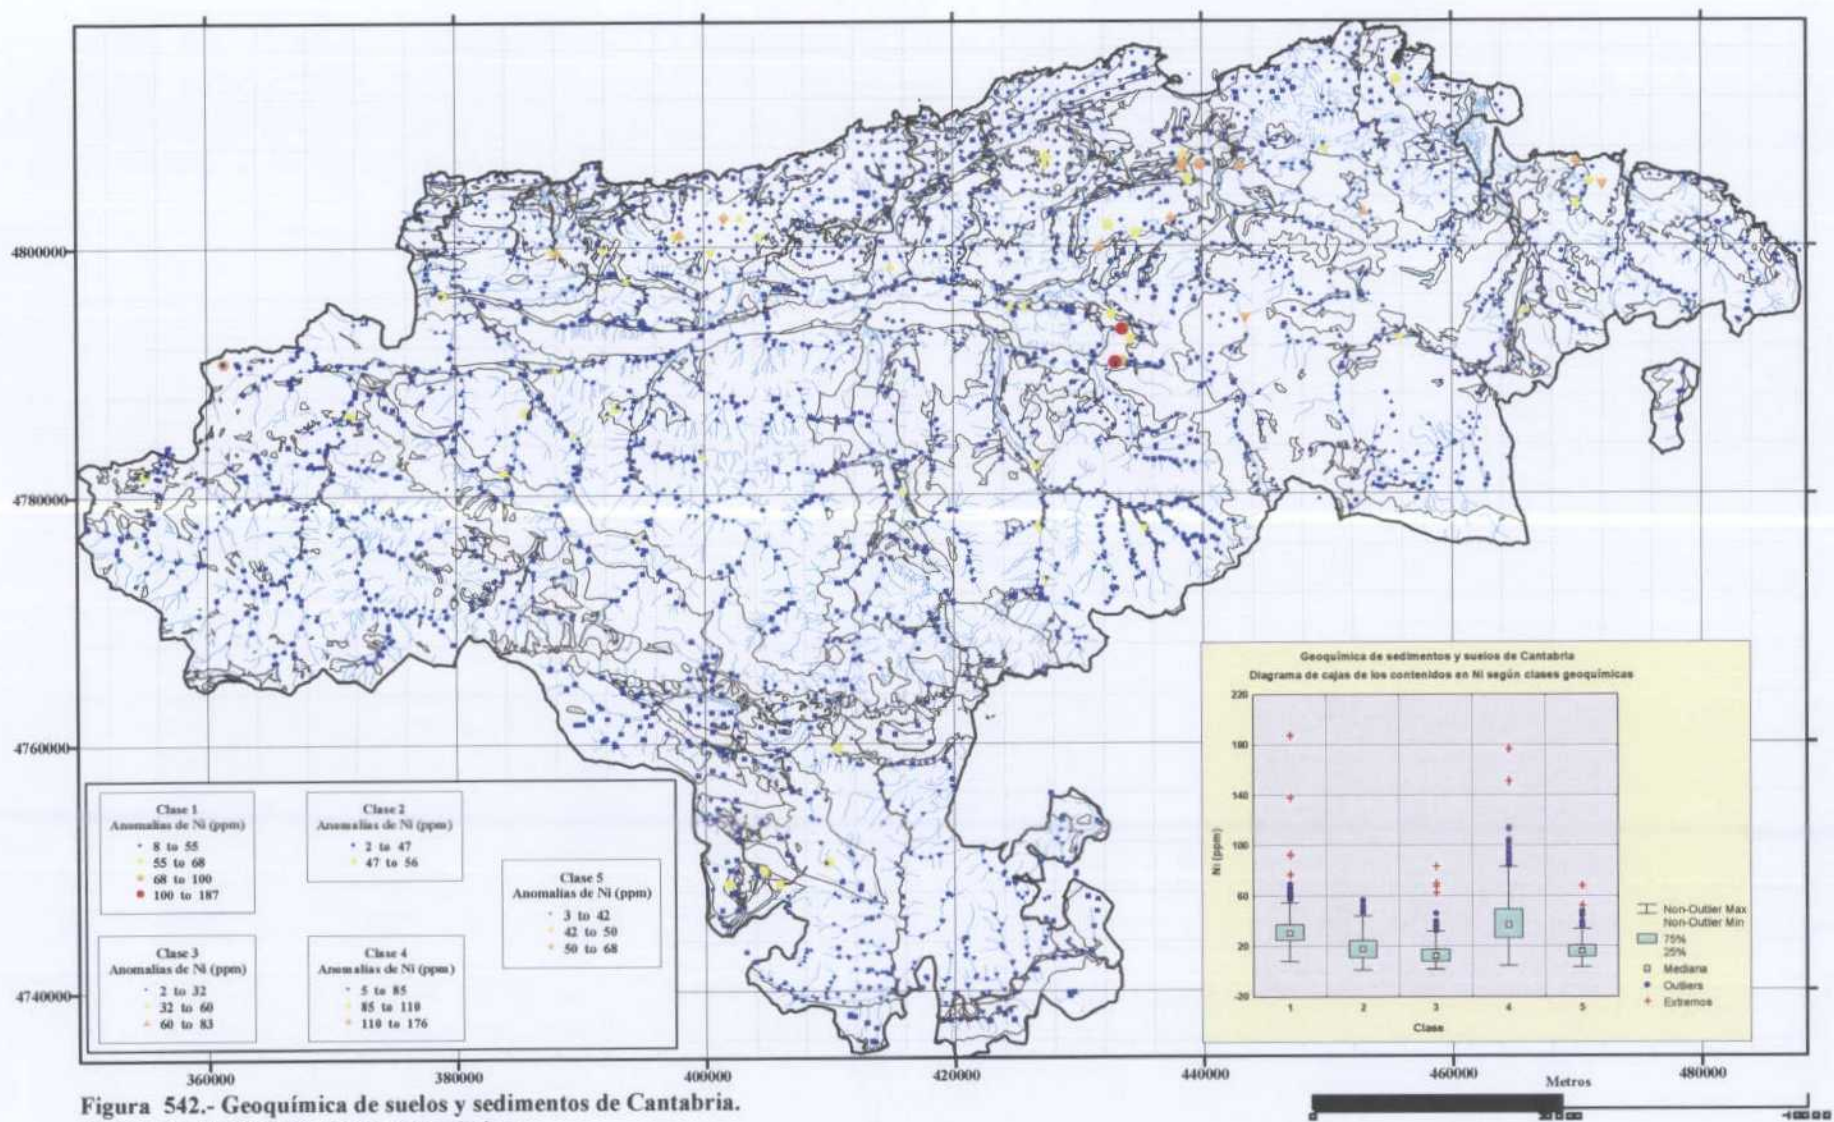 4800000
4780000
4760000
4740000
Clase 1
Anomalías de Ni (ppm)
8 to 55
55 to 68
68 to 100
100 to 187
Clase 2
Anomalías de Ni (ppm)
2 to 47
47 to 56
Clase 3
Anomalías de Ni (ppm)
2 to 32
32 to 60
60 to 83
Clase 4
Anomalías de Ni (ppm)
5 to 85
85 to 110
110 to 176
Clase 5
Anomalías de Ni (ppm)
3 to 42
42 to 50
50 to 68
Geoquímica de sedimentos y suelos de Cantabria
Diagrama de cajas de los contenidos en Ni según clases geoquímicas
Ni (ppm)
220
180
140
100
60
20
-20
1 2 3 4 5
Clase
Non-Outlier Max
Non-Outlier Min
75%
25%
Mediana
Outliers
Extremos
360000 380000 400000 420000 440000 460000 480000
Metros
Figura 542.- Geoquímica de suelos y sedimentos de Cantabria.
0